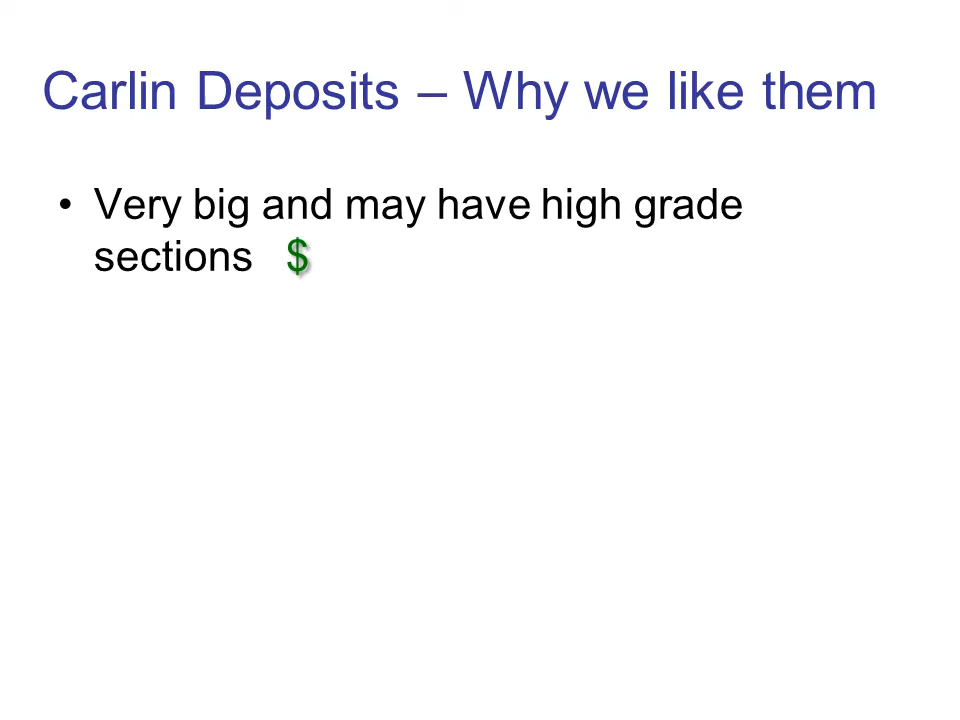 Carlin Deposits – Why we like them
• Very big and may have high grade
sections $